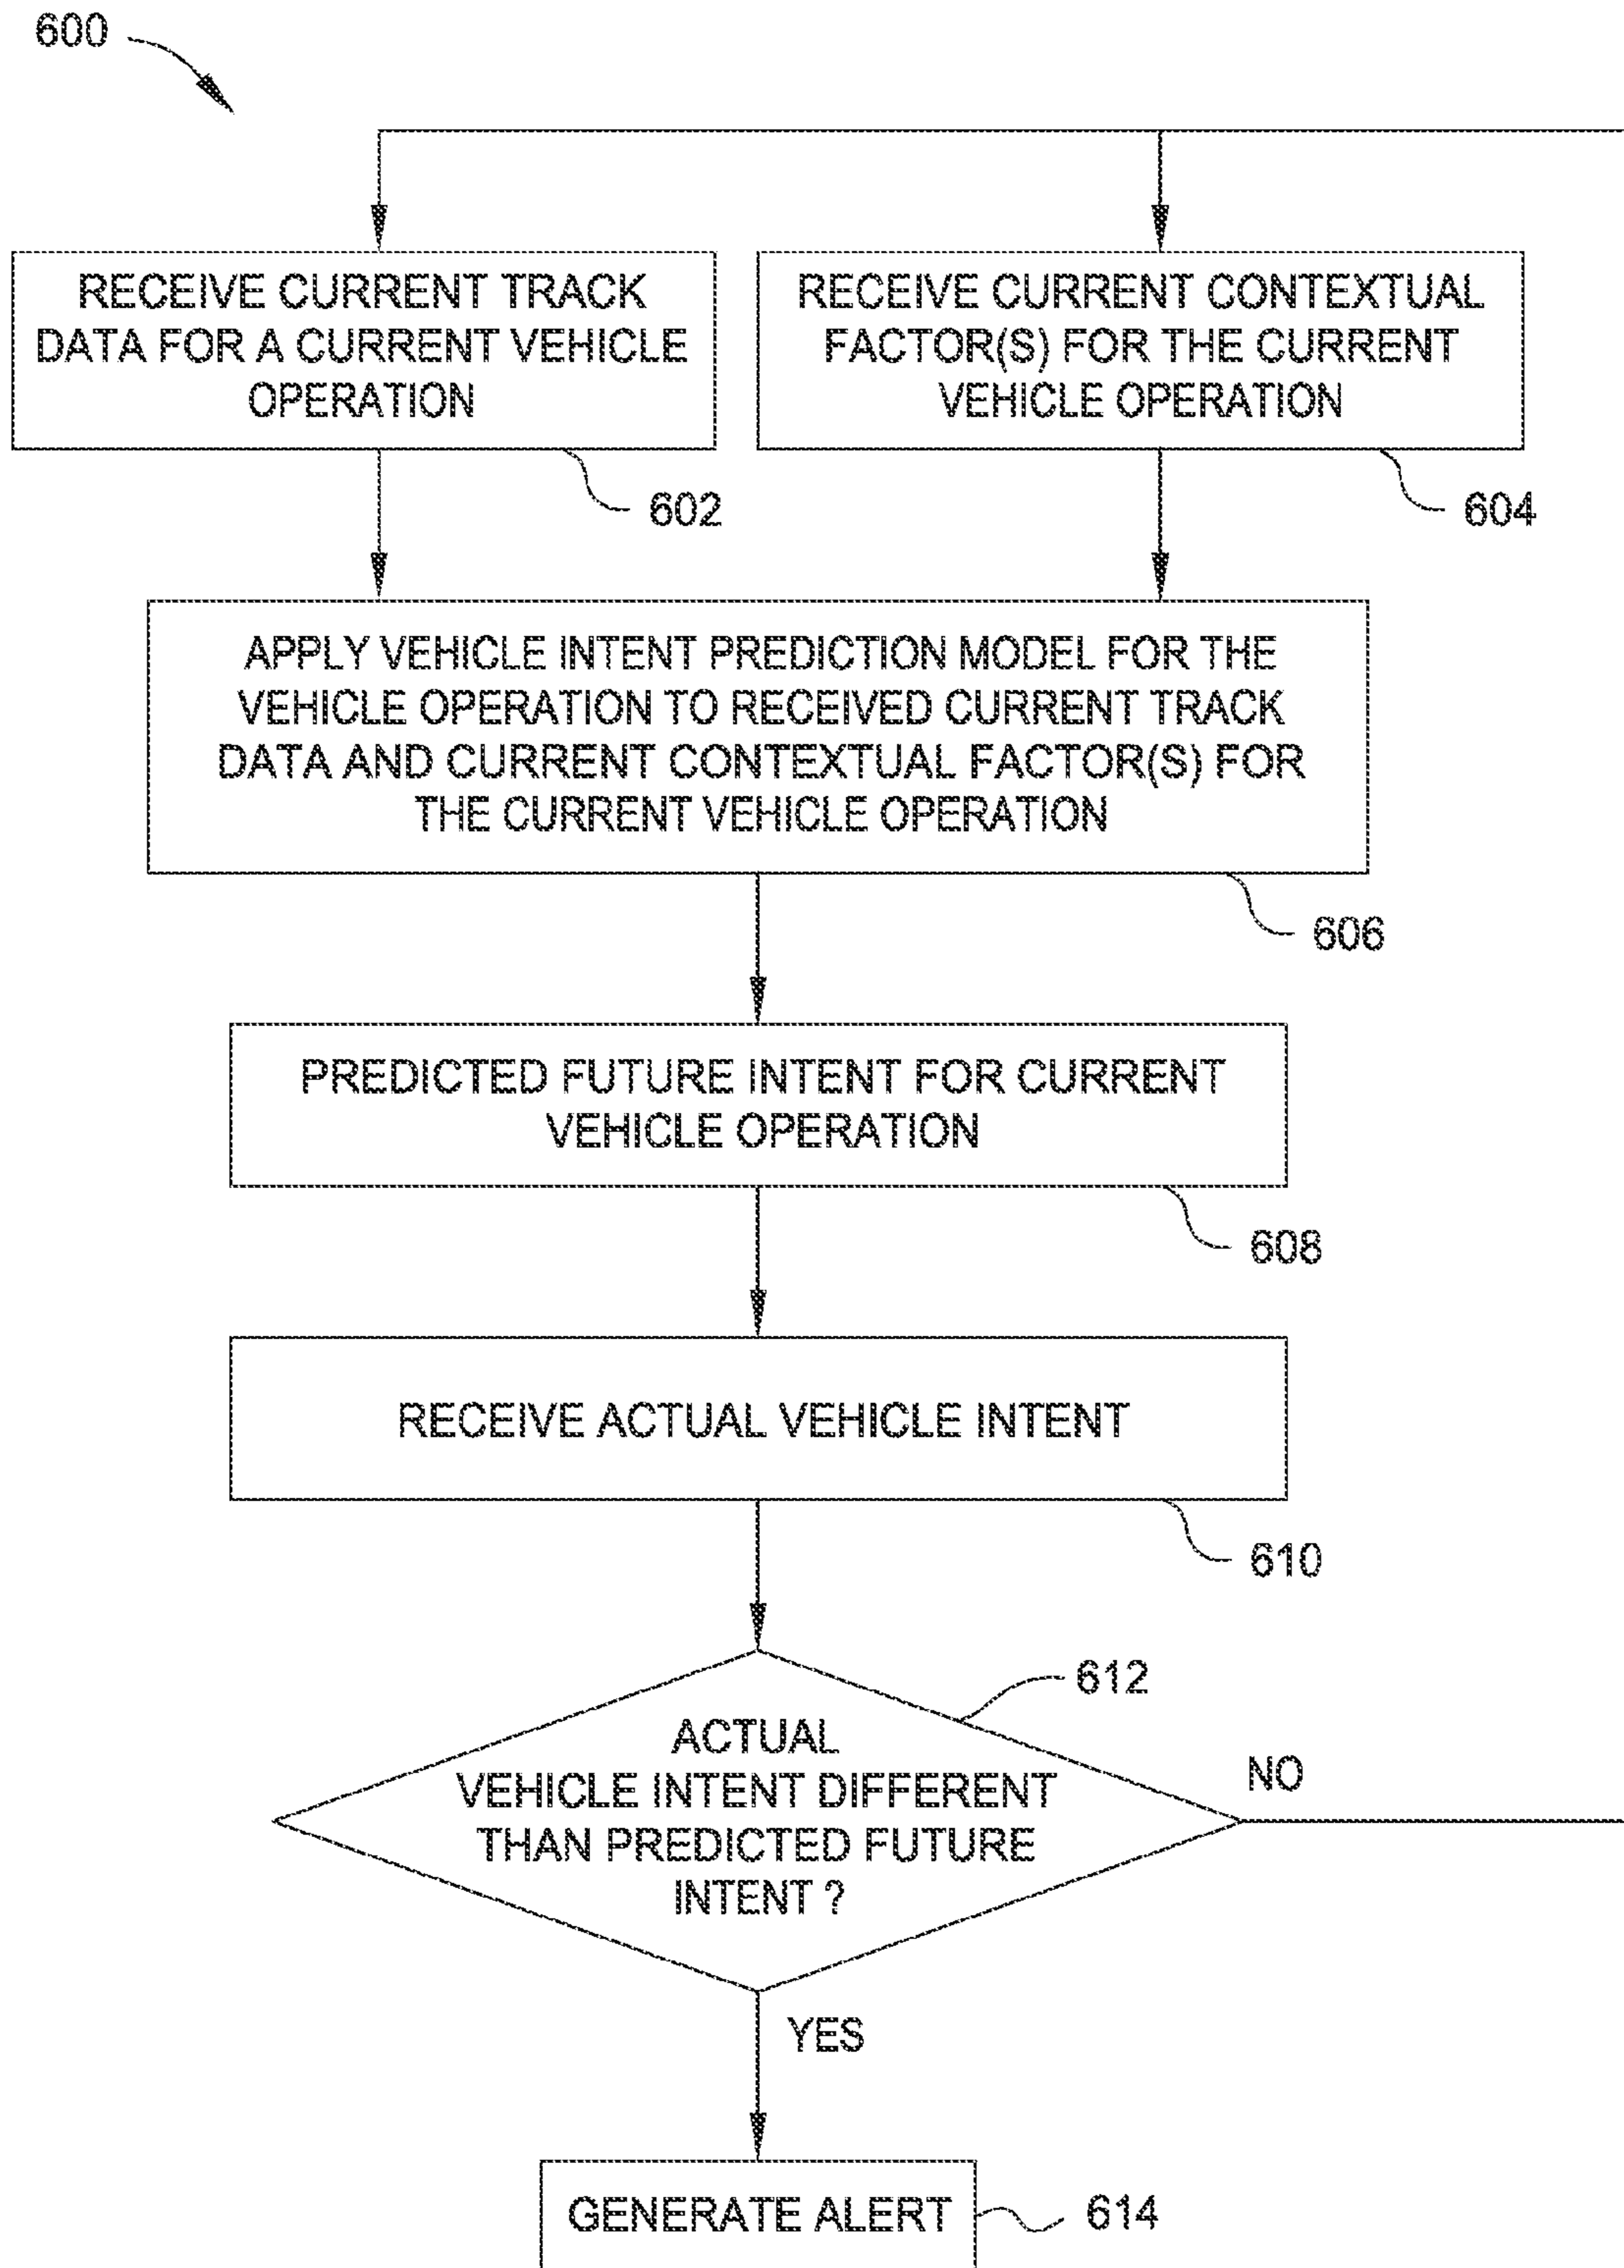 600
RECEIVE CURRENT TRACK
DATA FOR A CURRENT VEHICLE
OPERATION
602
RECEIVE CURRENT CONTEXTUAL
FACTOR(S) FOR THE CURRENT
VEHICLE OPERATION
604
APPLY VEHICLE INTENT PREDICTION MODEL FOR THE
VEHICLE OPERATION TO RECEIVED CURRENT TRACK
DATA AND CURRENT CONTEXTUAL FACTOR(S) FOR
THE CURRENT VEHICLE OPERATION
606
PREDICTED FUTURE INTENT FOR CURRENT
VEHICLE OPERATION
608
RECEIVE ACTUAL VEHICLE INTENT
610
612
ACTUAL
VEHICLE INTENT DIFFERENT
THAN PREDICTED FUTURE
INTENT ?
NO
YES
GENERATE ALERT
614